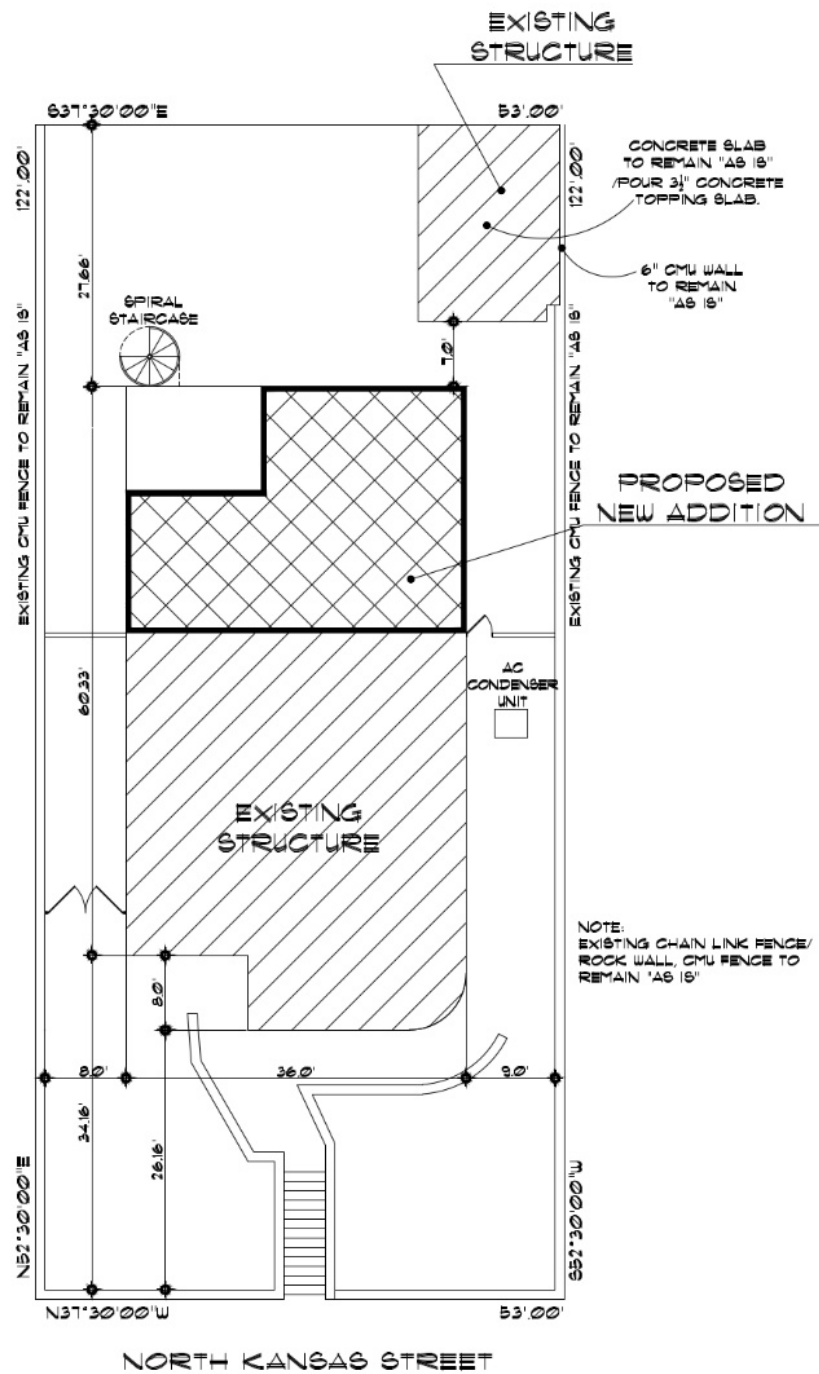 EXISTING
STRUCTURE
S37°30'00"E
53.00'
122'.00'
122'.00'
CONCRETE SLAB
TO REMAIN "AS IS"
/POUR 3½" CONCRETE
TOPPING SLAB.
27.66'
6" CMU WALL
TO REMAIN
"AS IS"
SPIRAL
STAIRCASE
7.0'
EXISTING CMU FENCE TO REMAIN "AS IS"
EXISTING CMU FENCE TO REMAIN "AS IS"
PROPOSED
NEW ADDITION
60.33'
AC
CONDENSER
UNIT
EXISTING
STRUCTURE
NOTE:
EXISTING CHAIN LINK FENCE/
ROCK WALL, CMU FENCE TO
REMAIN "AS IS"
8.0'
8.0'
36.0'
9.0'
34.16'
26.16'
N52°30'00"E
S52°30'00"W
N37°30'00"W
53.00'
NORTH KANSAS STREET